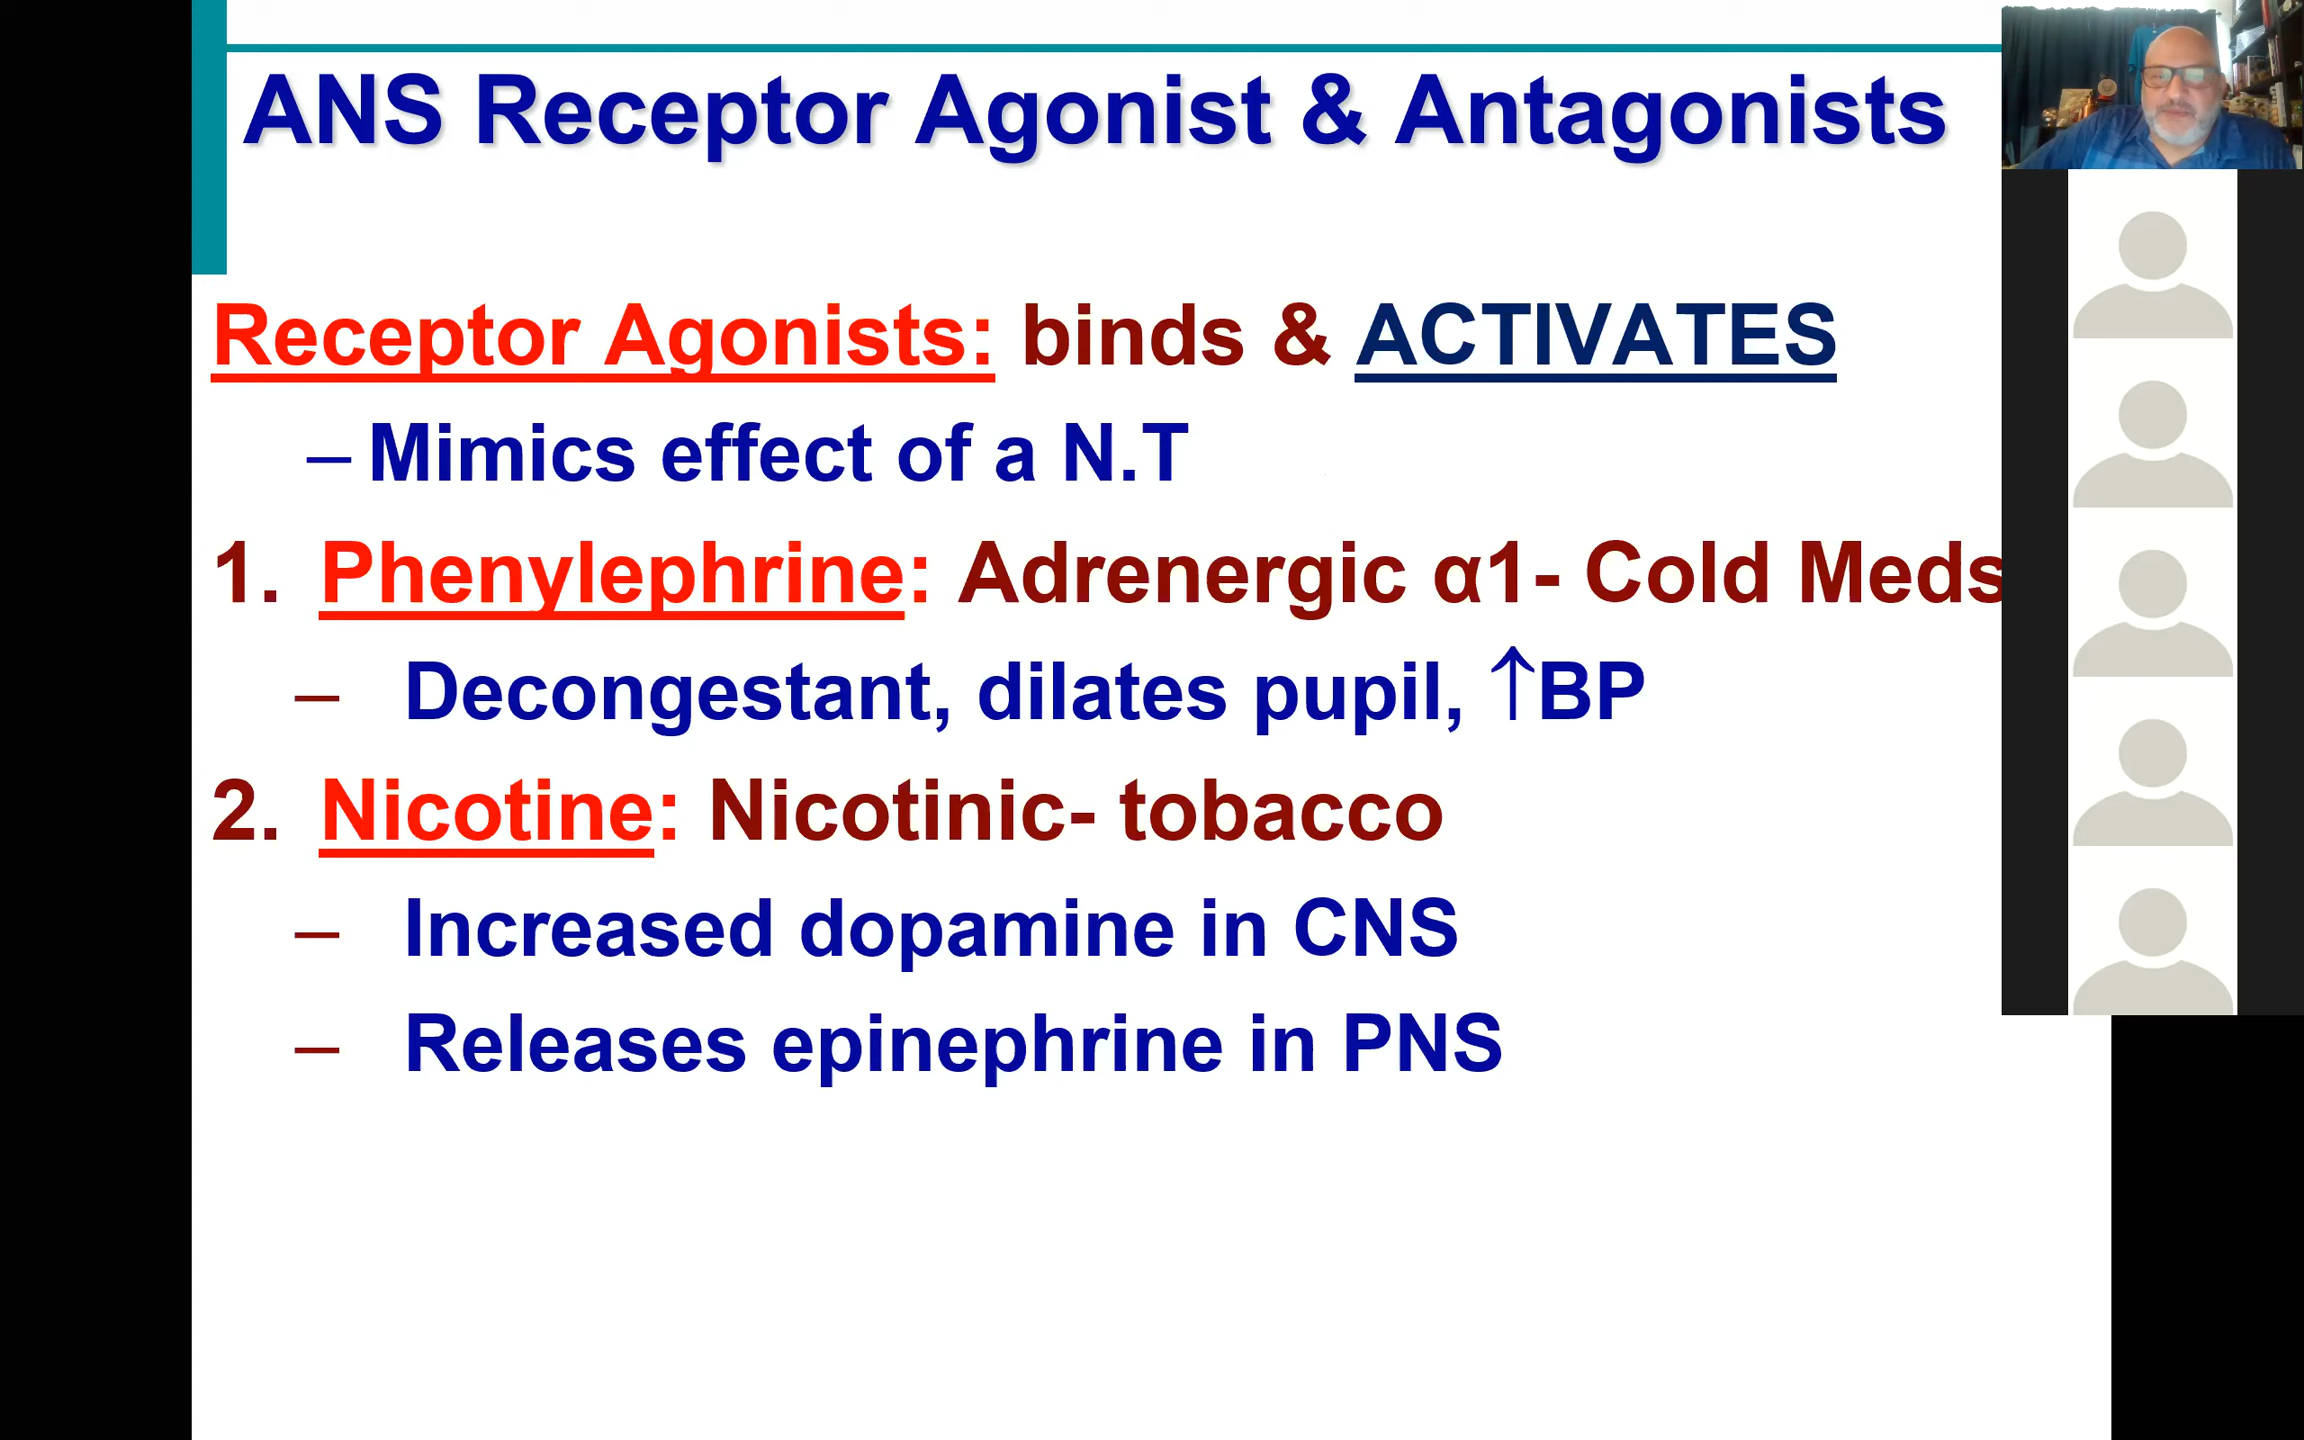 ANS Receptor Agonist & Antagonists
Receptor Agonists: binds & ACTIVATES
– Mimics effect of a N.T
1. Phenylephrine: Adrenergic α1- Cold Meds
– Decongestant, dilates pupil, ↑BP
2. Nicotine: Nicotinic- tobacco
– Increased dopamine in CNS
– Releases epinephrine in PNS